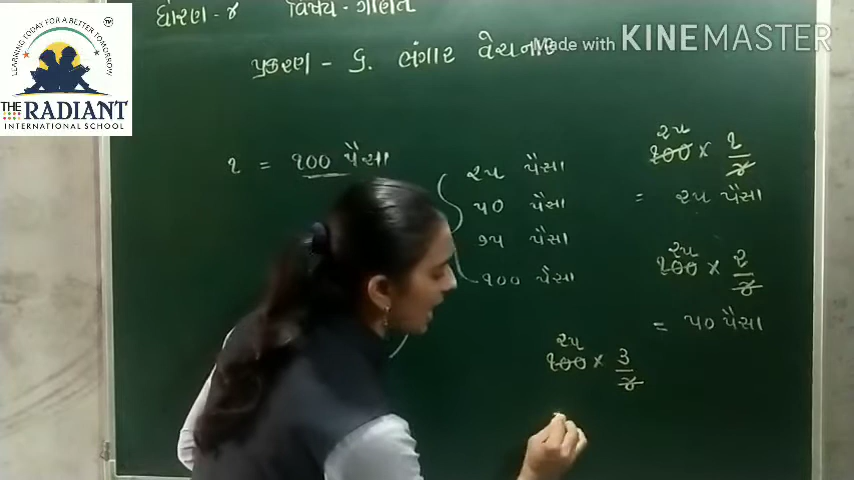 LEARNING TODAY FOR A BETTER TOMORROW
THE RADIANT
INTERNATIONAL SCHOOL
Made with KINEMASTER
ધોરણ - ૪ વિષય - ગણિત
પ્રકરણ - ૬. ભંગાર વેચનાર
૧ = ૧૦૦ પૈસા
૨૫ પૈસા
૫૦ પૈસા
૭૫ પૈસા
૧૦૦ પૈસા
૨૫
૧૦૦ × ૧/૪
= ૨૫ પૈસા
૨૫
૧૦૦ × ૨/૪
= ૫૦ પૈસા
૨૫
૧૦૦ × ૩/૪